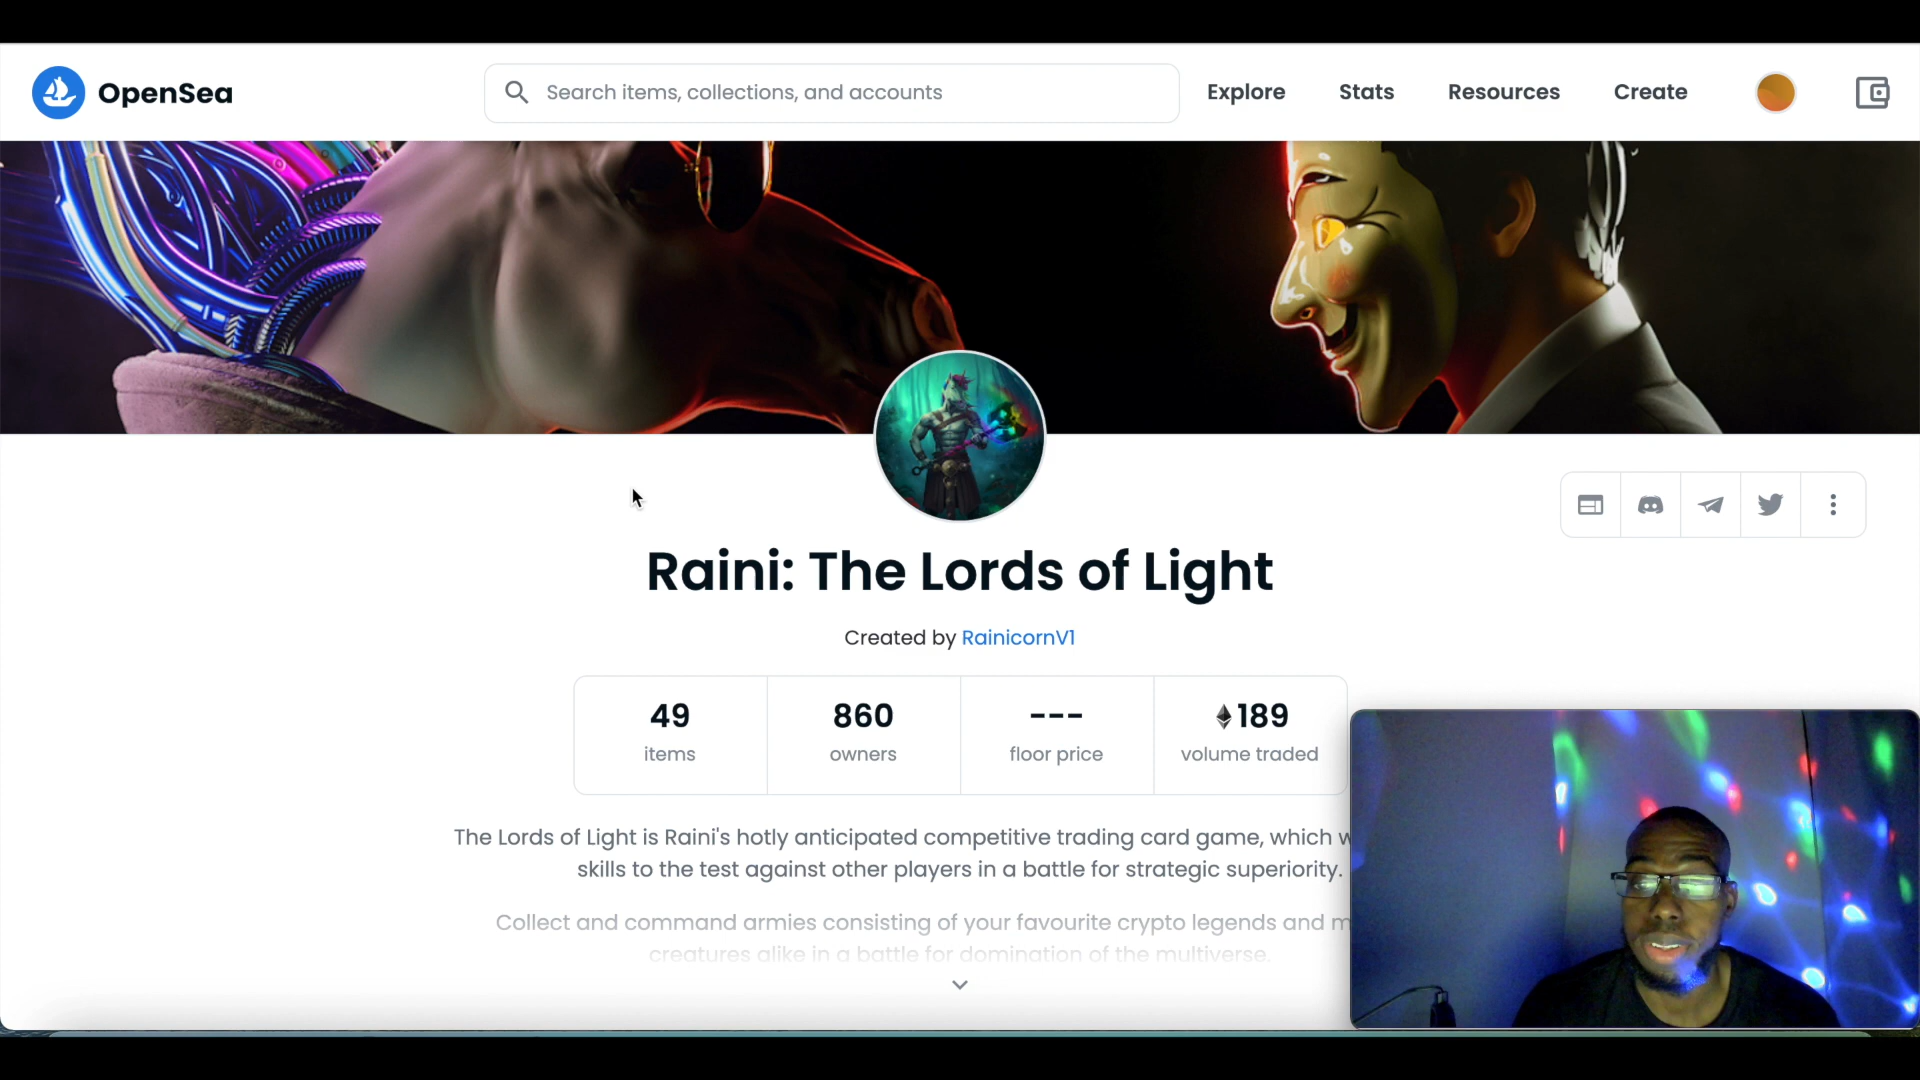 OpenSea
Search items, collections, and accounts
Explore
Stats
Resources
Create
Raini: The Lords of Light
Created by RainicornV1
49
items
860
owners
---
floor price
189
volume traded
The Lords of Light is Raini's hotly anticipated competitive trading card game, which
skills to the test against other players in a battle for strategic superiority.
Collect and command armies consisting of your favourite crypto legends and
creatures alike in a battle for domination of the multiverse.